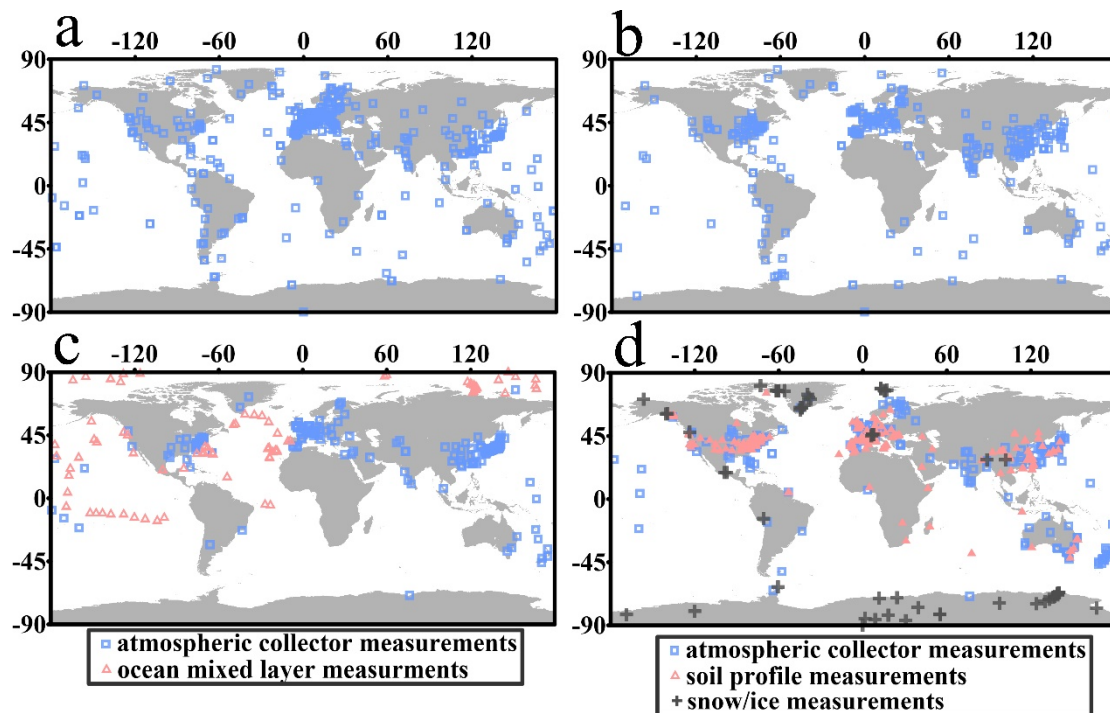 a
b
-120 -60 0 60 120
-120 -60 0 60 120
90
45
0
-45
-90
90
45
0
-45
-90
c
d
-120 -60 0 60 120
-120 -60 0 60 120
90
45
0
-45
-90
90
45
0
-45
-90
atmospheric collector measurements
ocean mixed layer measurments
atmospheric collector measurements
soil profile measurements
snow/ice measurements